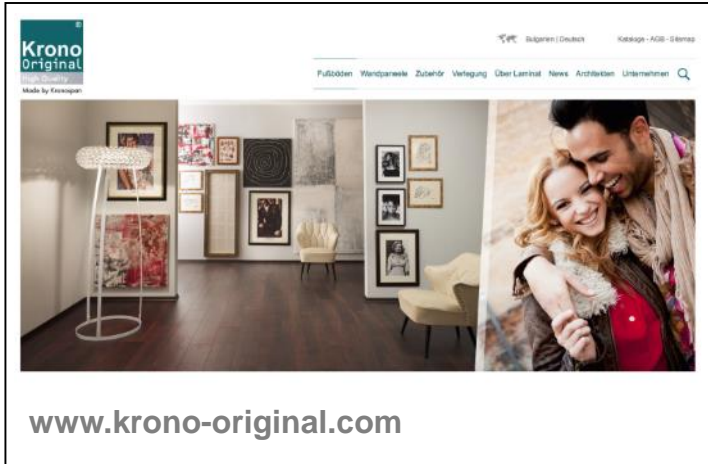 Krono
Original
®
High Quality
Made by Kronospan
Bulgarien | Deutsch
Kataloge - AGB - Sitemap
Fußböden Wandpaneele Zubehör Verlegung Über Laminat News Architekten Unternehmen
www.krono-original.com